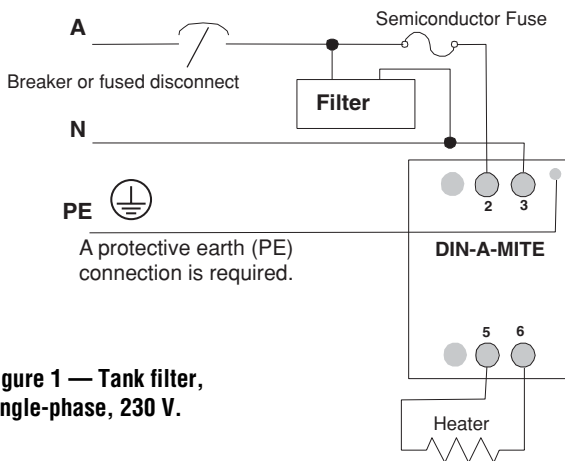 A
Semiconductor Fuse
Breaker or fused disconnect
Filter
N
PE
2 3
A protective earth (PE)
connection is required.
DIN-A-MITE
5 6
gure 1 — Tank filter,
ngle-phase, 230 V.
Heater